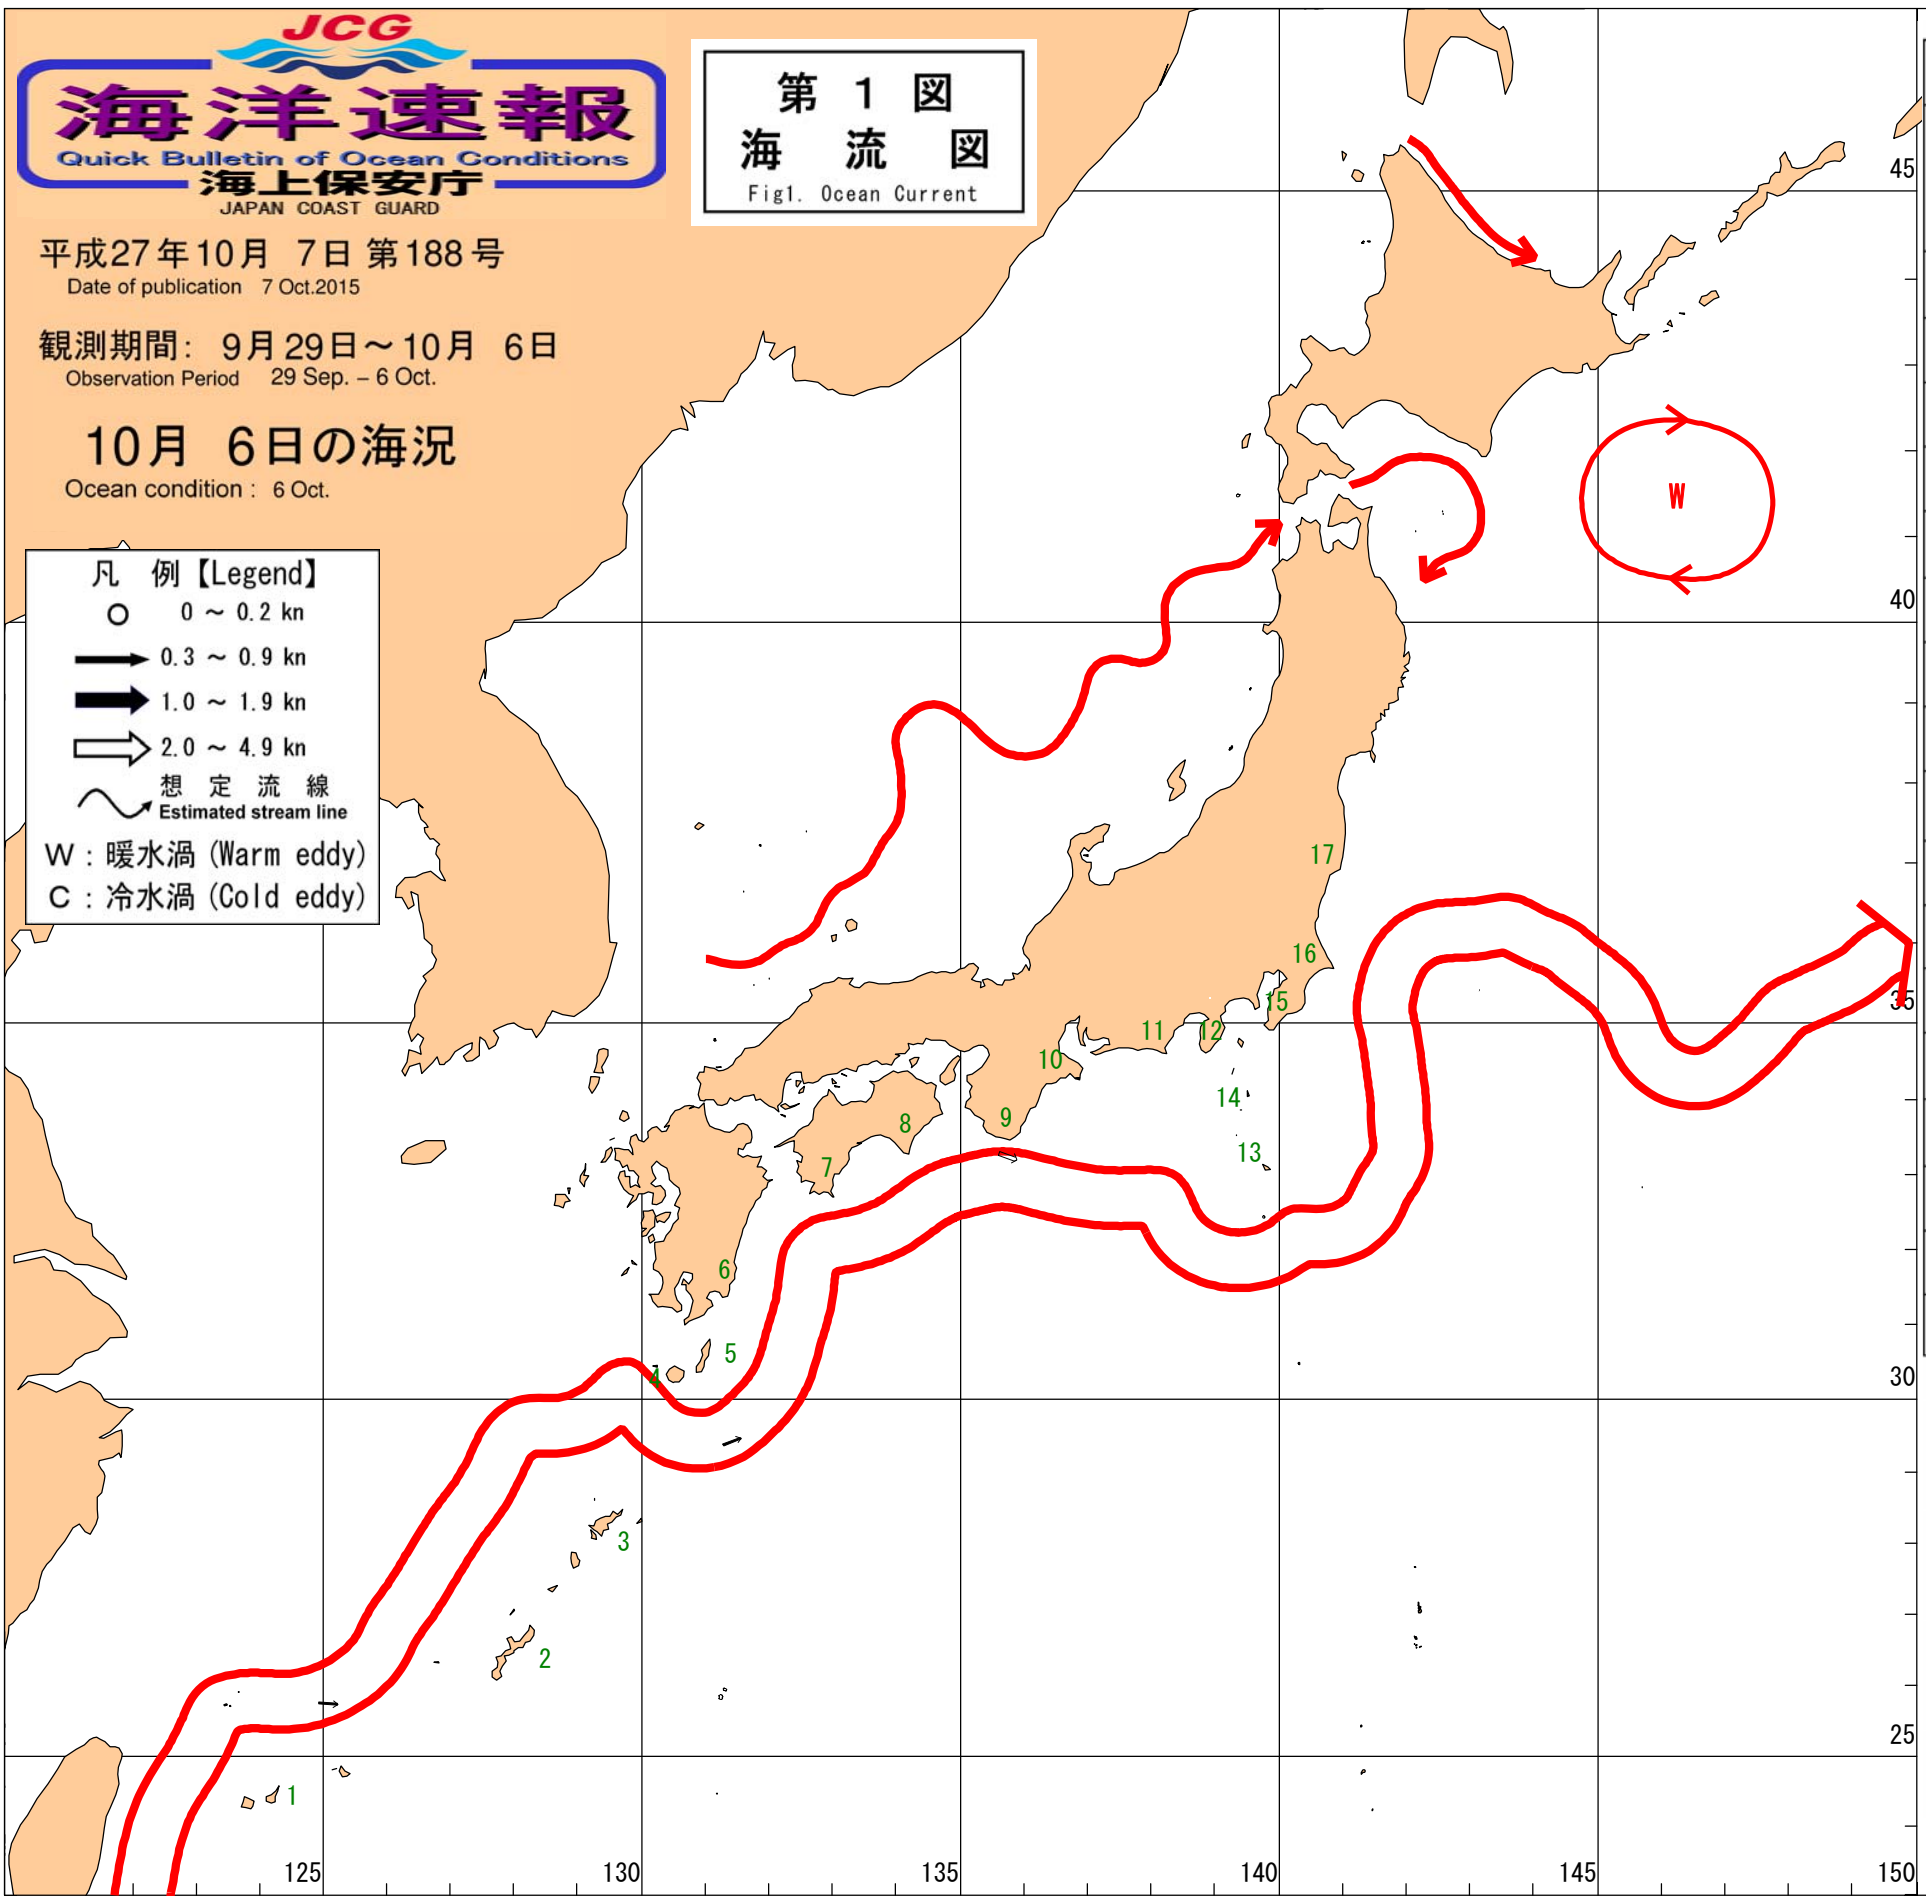 JCG
海洋速報
Quick Bulletin of Ocean Conditions
海上保安庁
JAPAN COAST GUARD
平成27年10月 7日 第188号
Date of publication 7 Oct.2015
観測期間: 9月29日～10月 6日
Observation Period 29 Sep. – 6 Oct.
10月 6日の海況
Ocean condition : 6 Oct.
第 1 図
海 流 図
Fig1. Ocean Current
凡 例【Legend】
0 ～ 0.2 kn
0.3 ～ 0.9 kn
1.0 ～ 1.9 kn
2.0 ～ 4.9 kn
想 定 流 線
Estimated stream line
W : 暖水渦 (Warm eddy)
C : 冷水渦 (Cold eddy)
45
W
40
17
16
35
15
12
11
10
14
9
8
13
7
6
5
4
30
3
2
25
1
125
130
135
140
145
150